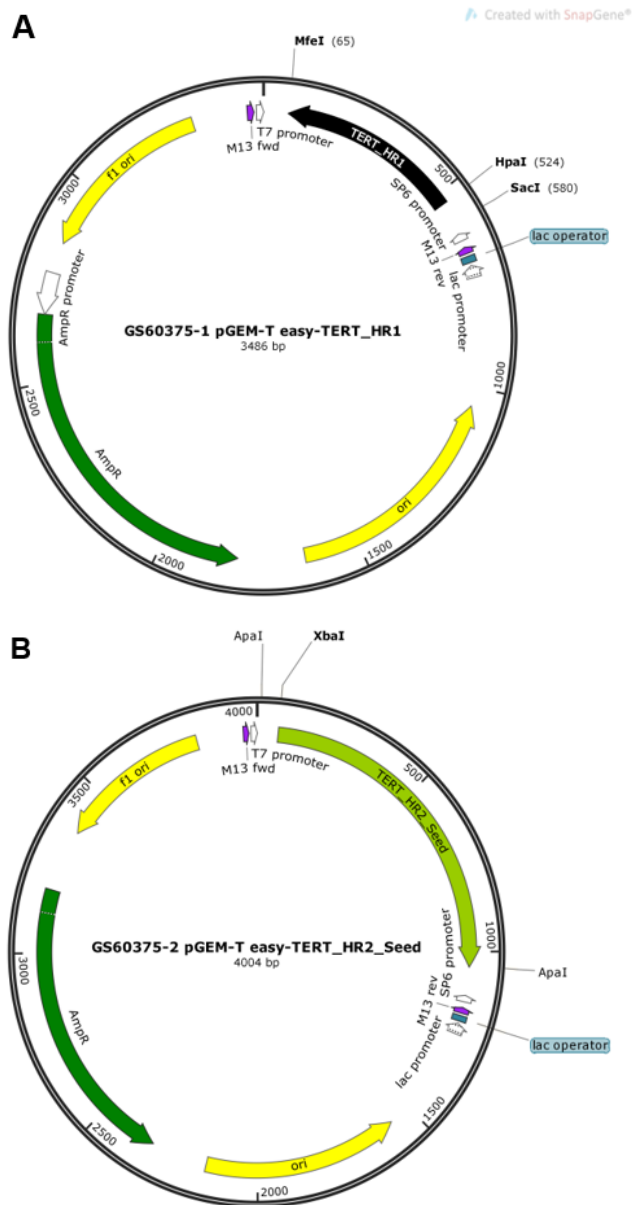 Created with SnapGene®
A
MfeI (65)
M13 fwd
T7 promoter
TERT_HR1
500
HpaI (524)
SacI (580)
SP6 promoter
M13 rev
lac operator
lac promoter
f1 ori
3000
AmpR promoter
GS60375-1 pGEM-T easy-TERT_HR1
3486 bp
1000
2500
AmpR
ori
2000
1500
B
ApaI
XbaI
4000
M13 fwd
T7 promoter
f1 ori
3500
500
TERT_HR2_Seed
GS60375-2 pGEM-T easy-TERT_HR2_Seed
4004 bp
1000
ApaI
SP6 promoter
M13 rev
lac operator
lac promoter
3000
AmpR
1500
2500
ori
2000